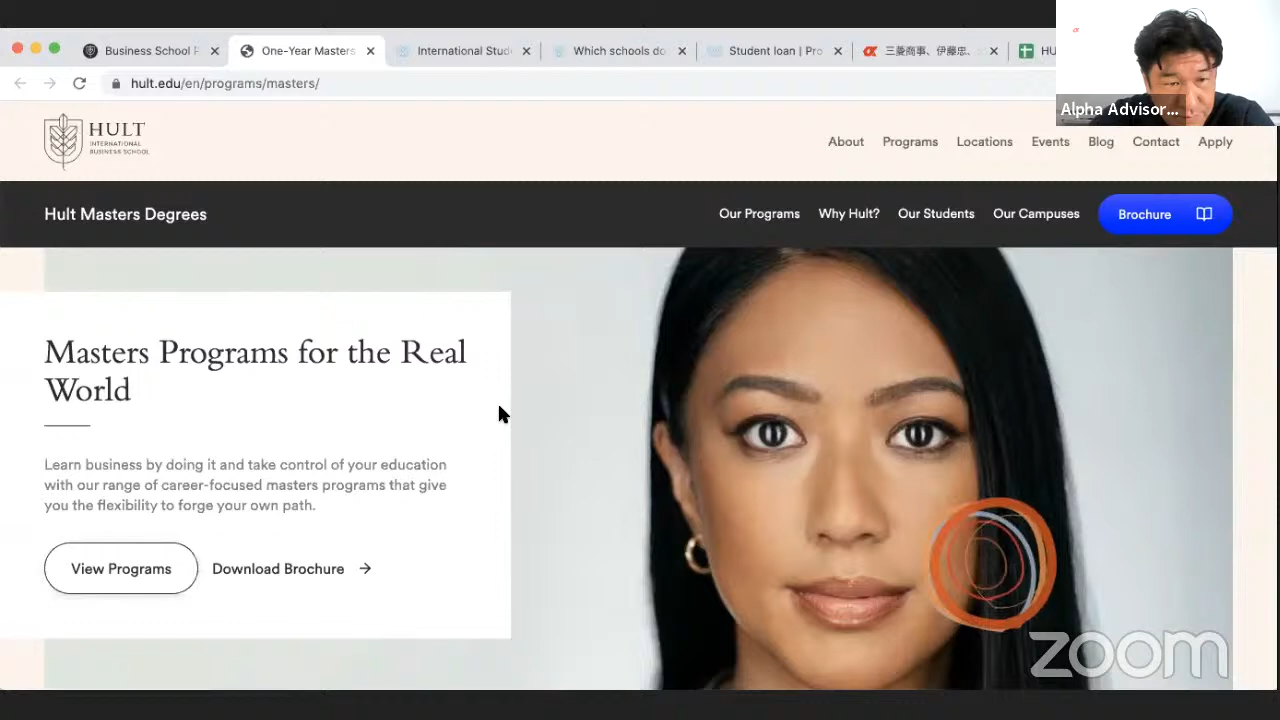 Business School F
One-Year Masters
International Stude
Which schools do
Student loan | Pro
三菱商事、伊藤忠、
HU
hult.edu/en/programs/masters/
Alpha Advisor...
HULT
INTERNATIONAL
BUSINESS SCHOOL
About
Programs
Locations
Events
Blog
Contact
Apply
Hult Masters Degrees
Our Programs
Why Hult?
Our Students
Our Campuses
Brochure
Masters Programs for the Real
World
Learn business by doing it and take control of your education
with our range of career-focused masters programs that give
you the flexibility to forge your own path.
View Programs
Download Brochure →
zoom